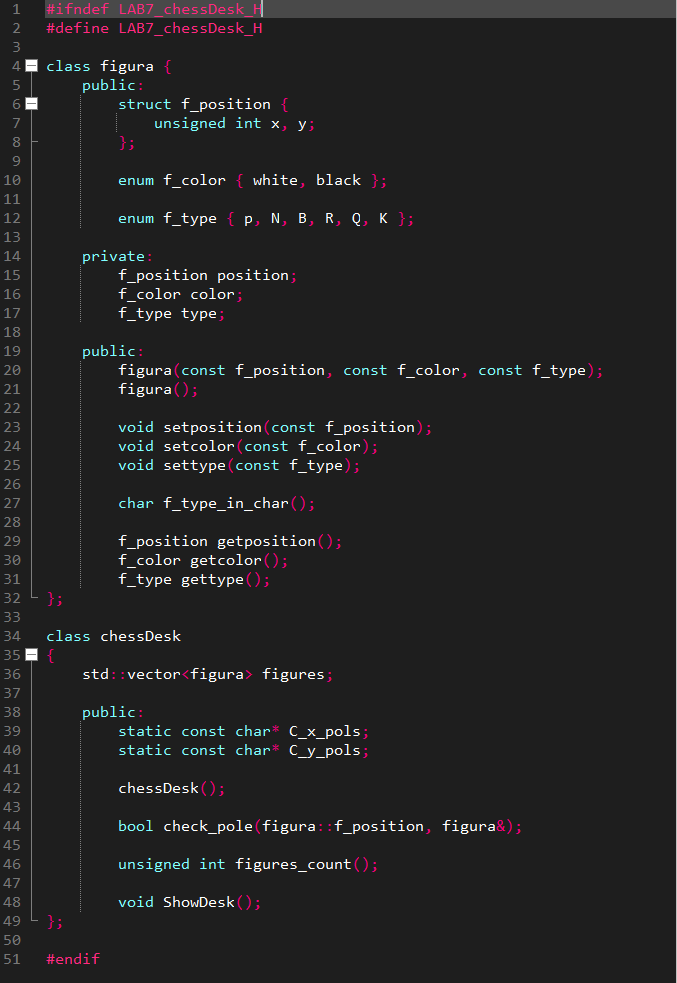 1 #ifndef LAB7_chessDesk_H
2 #define LAB7_chessDesk_H
3
4 class figura {
5     public:
6         struct f_position {
7             unsigned int x, y;
8         };
9
10         enum f_color { white, black };
11
12         enum f_type { p, N, B, R, Q, K };
13
14     private:
15         f_position position;
16         f_color color;
17         f_type type;
18
19     public:
20         figura(const f_position, const f_color, const f_type);
21         figura();
22
23         void setposition(const f_position);
24         void setcolor(const f_color);
25         void settype(const f_type);
26
27         char f_type_in_char();
28
29         f_position getposition();
30         f_color getcolor();
31         f_type gettype();
32 };
33
34 class chessDesk
35 {
36     std::vector<figura> figures;
37
38     public:
39         static const char* C_x_pols;
40         static const char* C_y_pols;
41
42         chessDesk();
43
44         bool check_pole(figura::f_position, figura&);
45
46         unsigned int figures_count();
47
48         void ShowDesk();
49 };
50
51 #endif